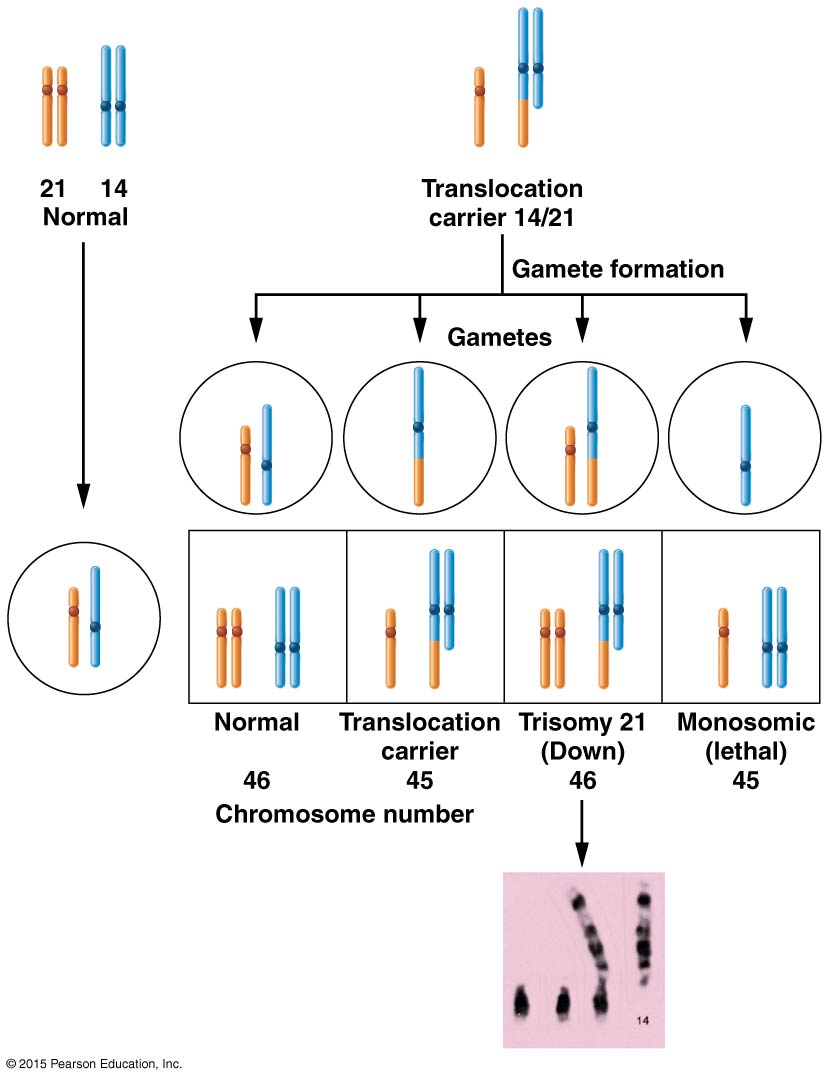 21 14
Normal
Translocation
carrier 14/21
Gamete formation
Gametes
Normal
46
Translocation
carrier
45
Trisomy 21
(Down)
46
Monosomic
(lethal)
45
Chromosome number
14
© 2015 Pearson Education, Inc.